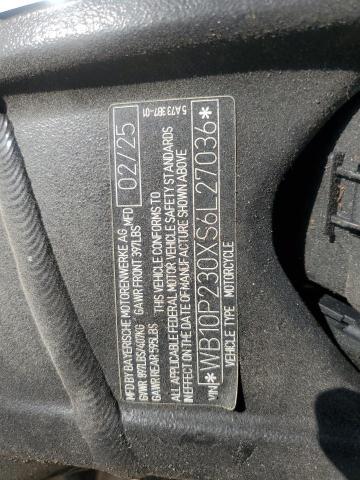 MFD BY BAYERISCHE MOTORENWERKE AG MFD 02/25 5 A73 3B7-01
GVWR 897LBS/407KG GAWR FRONT 397LBS
GAWR REAR 595LBS THIS VEHICLE CONFORMS TO
ALL APPLICABLE FEDERAL MOTOR VEHICLE SAFETY STANDARDS
IN EFFECT ON THE DATE OF MANUFACTURE SHOWN ABOVE
VIN *WB10P230XS6L27036*
VEHICLE TYPE MOTORCYCLE